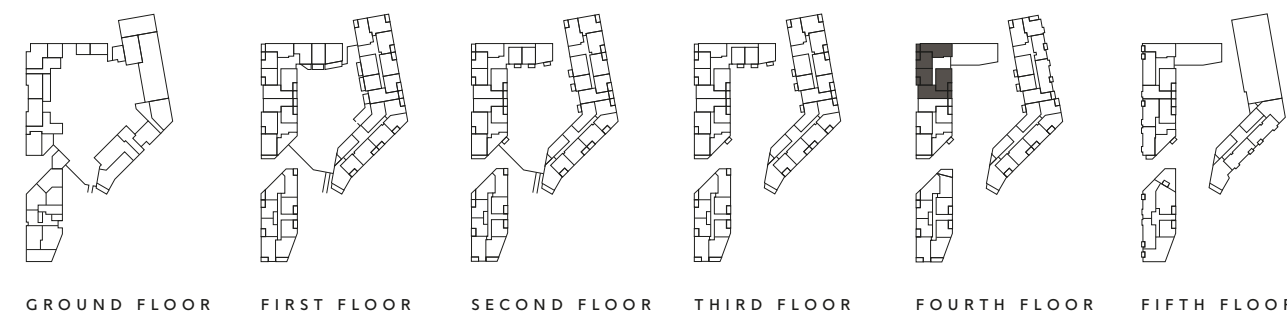 GROUND FLOOR
FIRST FLOOR
SECOND FLOOR
THIRD FLOOR
FOURTH FLOOR
FIFTH FLOOR